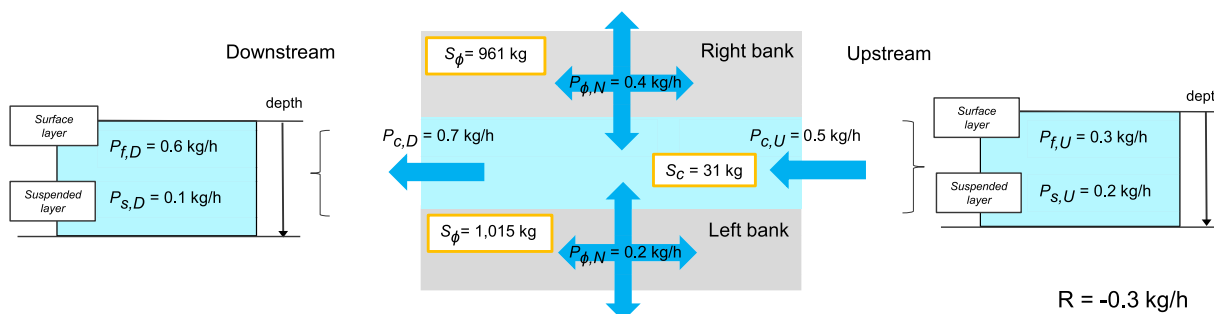 Downstream
Surface
layer
depth
P_f,D = 0.6 kg/h
Suspended
layer
P_s,D = 0.1 kg/h
P_c,D = 0.7 kg/h
S_ϕ = 961 kg
Right bank
P_ϕ,N = 0.4 kg/h
P_c,U = 0.5 kg/h
S_c = 31 kg
S_ϕ = 1,015 kg
Left bank
P_ϕ,N = 0.2 kg/h
Upstream
Surface
layer
dept
P_f,U = 0.3 kg/h
Suspended
layer
P_s,U = 0.2 kg/h
R = -0.3 kg/h